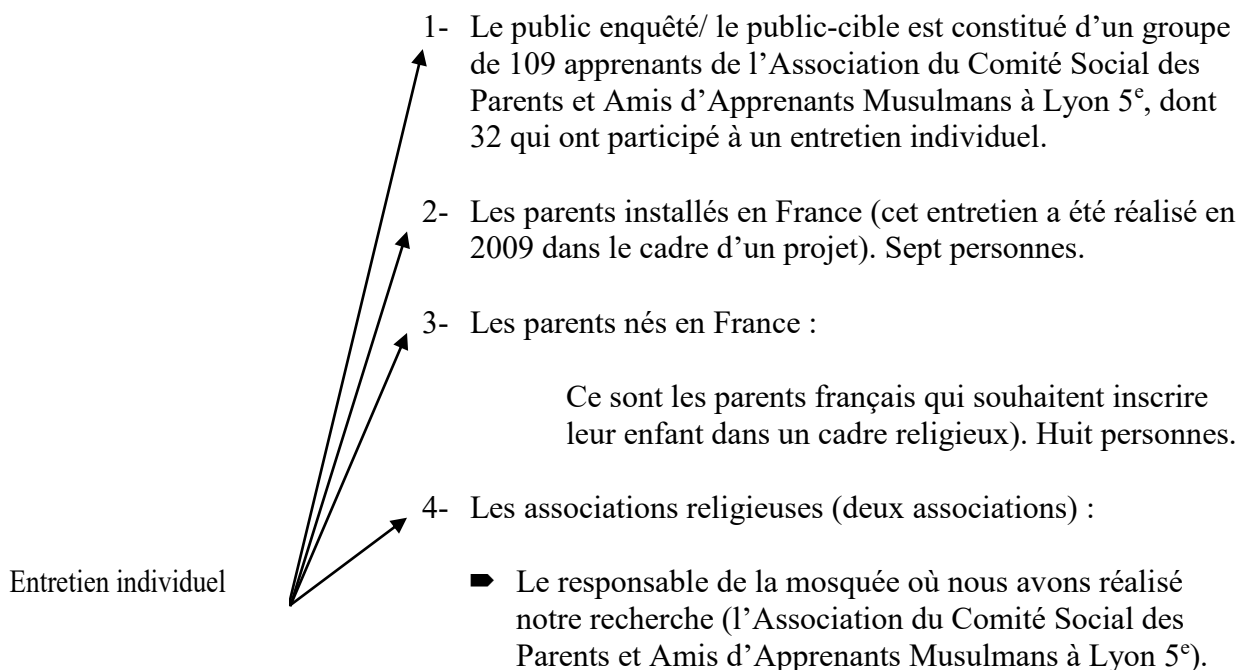 1- Le public enquêté/ le public-cible est constitué d’un groupe
de 109 apprenants de l’Association du Comité Social des
Parents et Amis d’Apprenants Musulmans à Lyon 5e, dont
32 qui ont participé à un entretien individuel.
2- Les parents installés en France (cet entretien a été réalisé en
2009 dans le cadre d’un projet). Sept personnes.
3- Les parents nés en France :
Ce sont les parents français qui souhaitent inscrire
leur enfant dans un cadre religieux). Huit personnes.
4- Les associations religieuses (deux associations) :
Entretien individuel
Le responsable de la mosquée où nous avons réalisé
notre recherche (l’Association du Comité Social des
Parents et Amis d’Apprenants Musulmans à Lyon 5e).